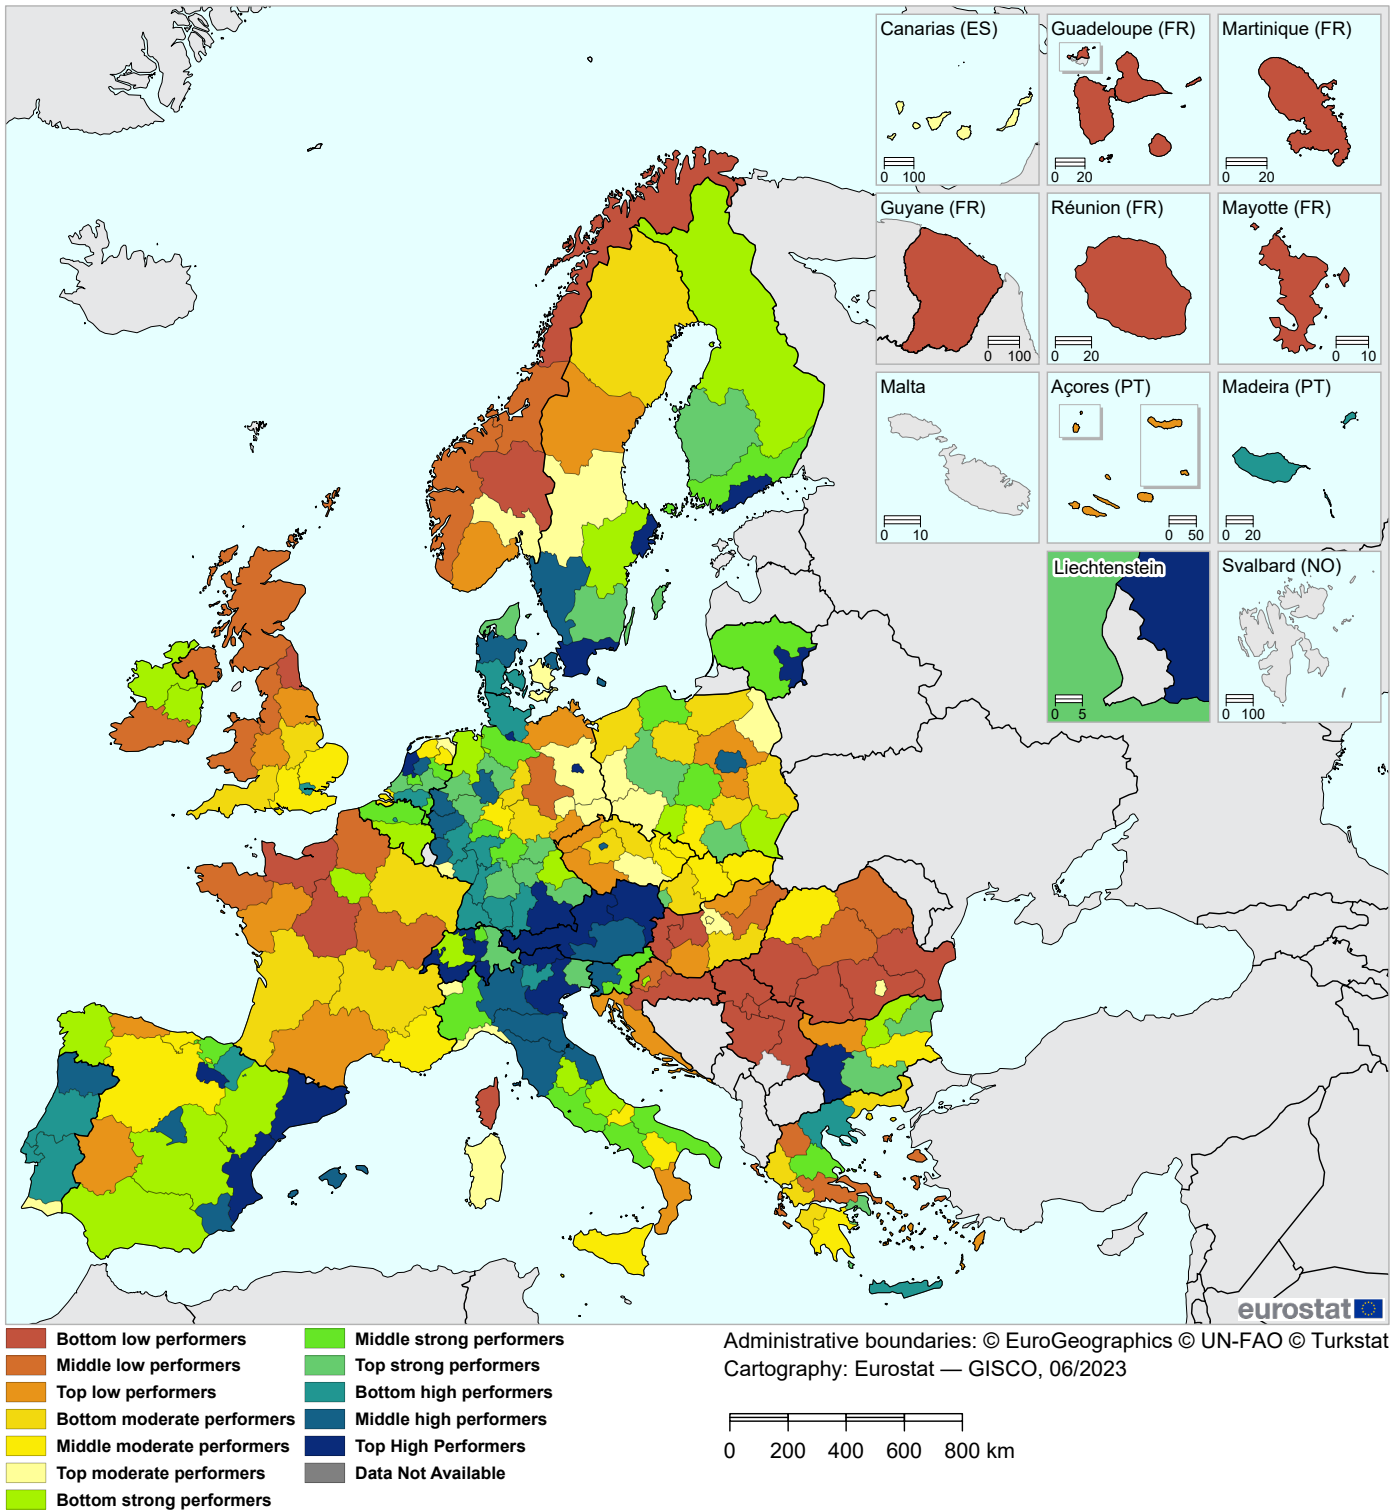 Canarias (ES)
0 100
Guadeloupe (FR)
0 20
Martinique (FR)
0 20
Guyane (FR)
0 100
Réunion (FR)
0 20
Mayotte (FR)
0 10
Malta
0 10
Açores (PT)
0 50
Madeira (PT)
0 20
Liechtenstein
0 5
Svalbard (NO)
0 100
eurostat
Bottom low performers
Middle low performers
Top low performers
Bottom moderate performers
Middle moderate performers
Top moderate performers
Bottom strong performers
Middle strong performers
Top strong performers
Bottom high performers
Middle high performers
Top High Performers
Data Not Available
Administrative boundaries: © EuroGeographics © UN-FAO © Turkstat
Cartography: Eurostat — GISCO, 06/2023
0 200 400 600 800 km